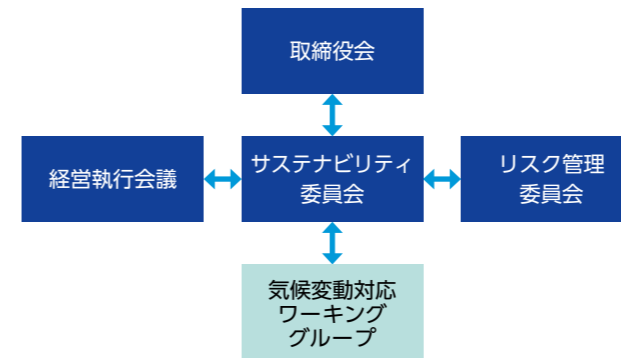 取締役会
経営執行会議
サステナビリティ
委員会
リスク管理
委員会
気候変動対応
ワーキング
グループ